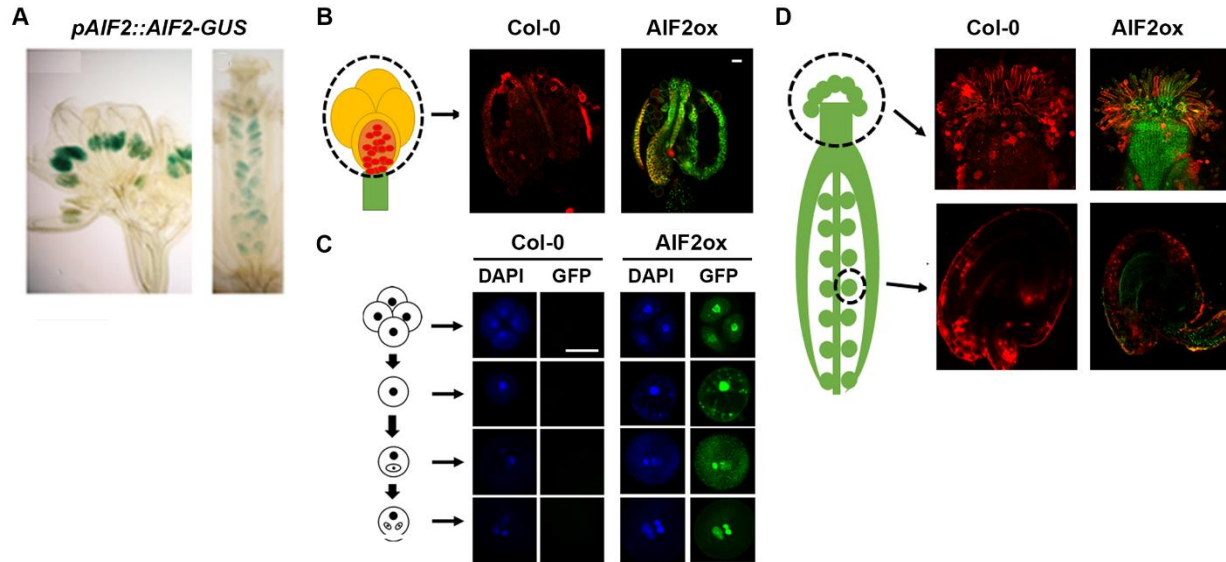 A
pAIF2::AIF2-GUS
B
Col-0 AIF2ox
C
Col-0 AIF2ox
DAPI GFP DAPI GFP
D
Col-0 AIF2ox